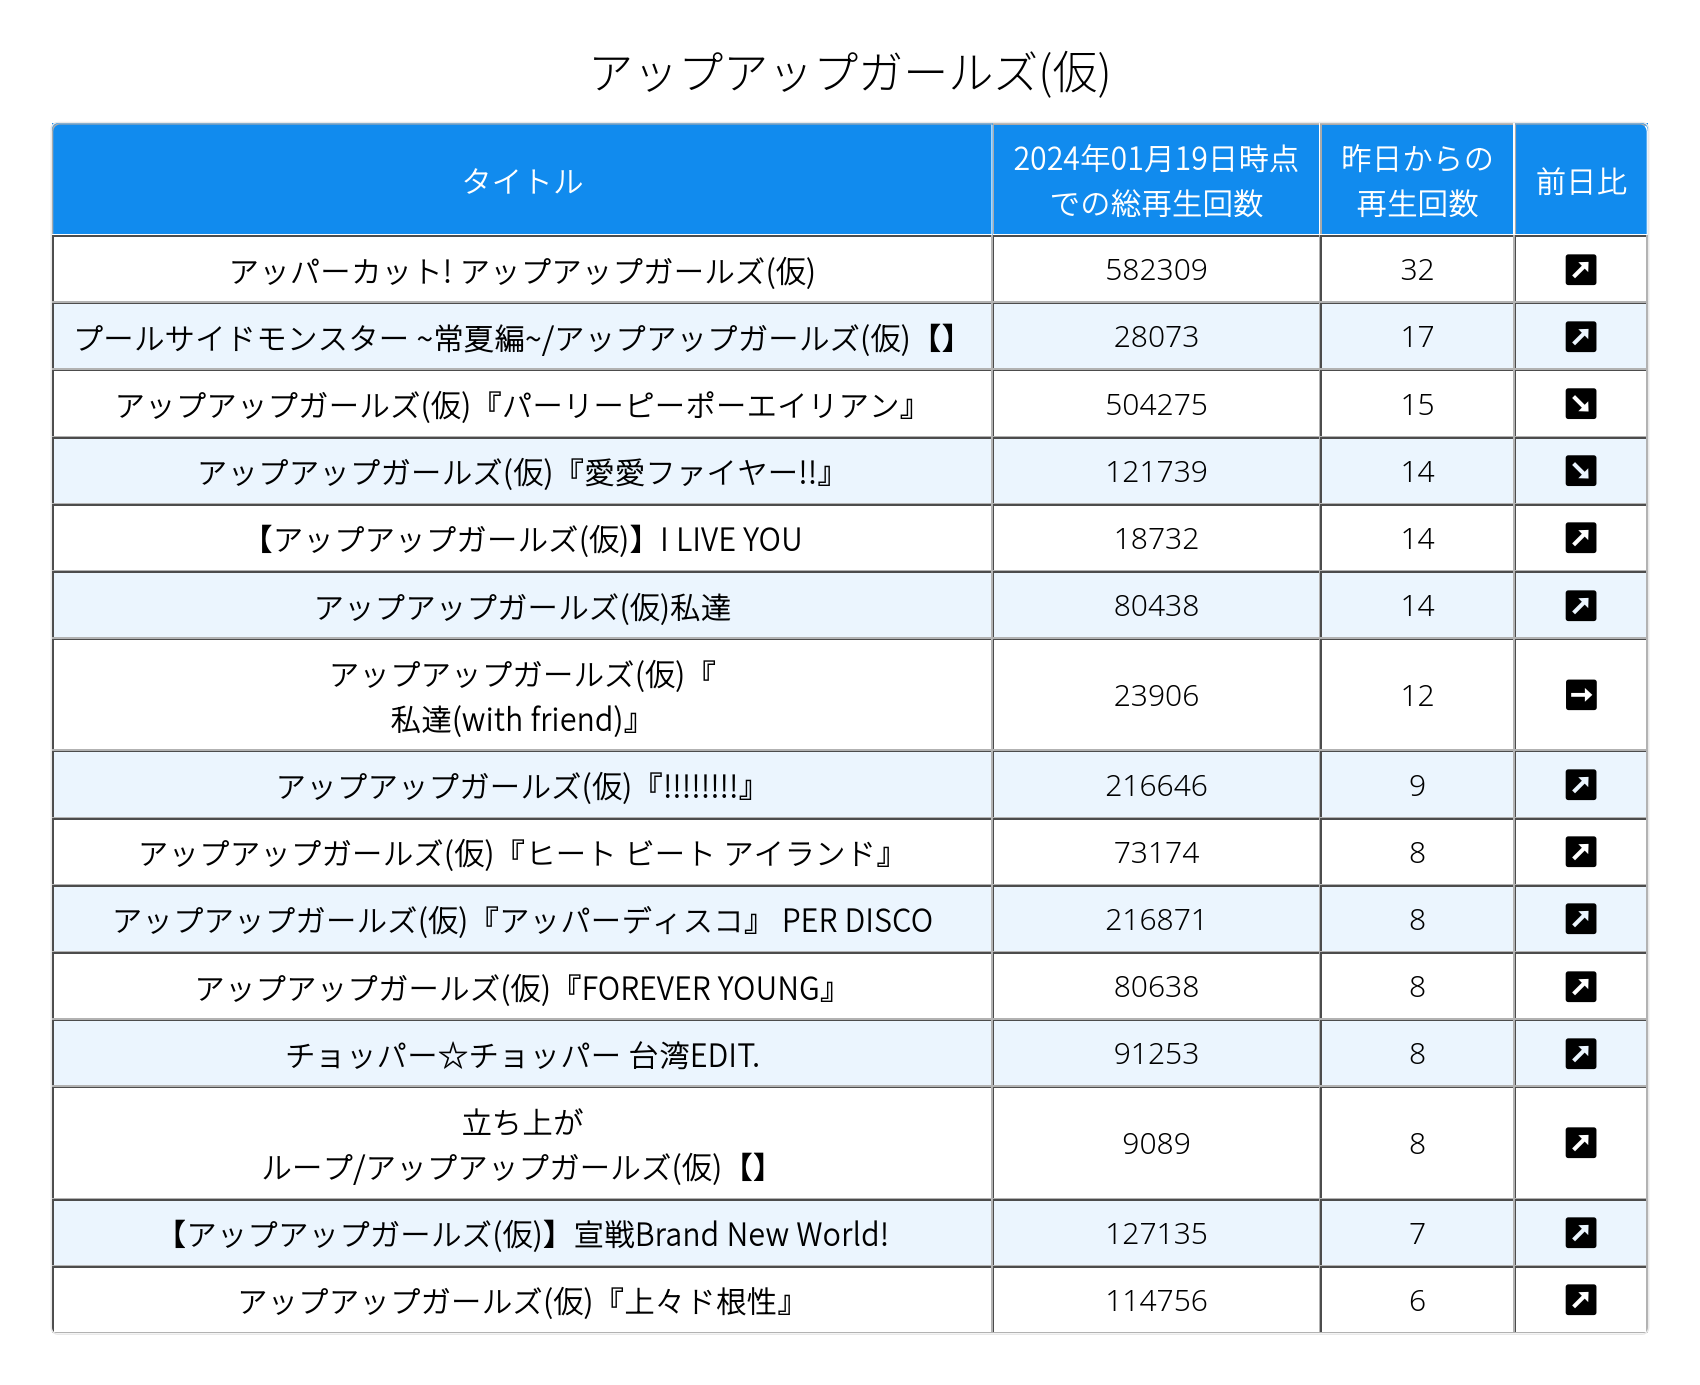 アップアップガールズ(仮)
タイトル
2024年01月19日時点
での総再生回数
昨日からの
再生回数
前日比
アッパーカット! アップアップガールズ(仮)
582309
32
プールサイドモンスター ~常夏編~/アップアップガールズ(仮)【】
28073
17
アップアップガールズ(仮)『パーリーピーポーエイリアン』
504275
15
アップアップガールズ(仮)『愛愛ファイヤー!!』
121739
14
【アップアップガールズ(仮)】I LIVE YOU
18732
14
アップアップガールズ(仮)私達
80438
14
アップアップガールズ(仮)『
私達(with friend)』
23906
12
アップアップガールズ(仮)『!!!!!!!!』
216646
9
アップアップガールズ(仮)『ヒート ビート アイランド』
73174
8
アップアップガールズ(仮)『アッパーディスコ』 PER DISCO
216871
8
アップアップガールズ(仮)『FOREVER YOUNG』
80638
8
チョッパー☆チョッパー 台湾EDIT.
91253
8
立ち上が
ループ/アップアップガールズ(仮)【】
9089
8
【アップアップガールズ(仮)】宣戦Brand New World!
127135
7
アップアップガールズ(仮)『上々ド根性』
114756
6